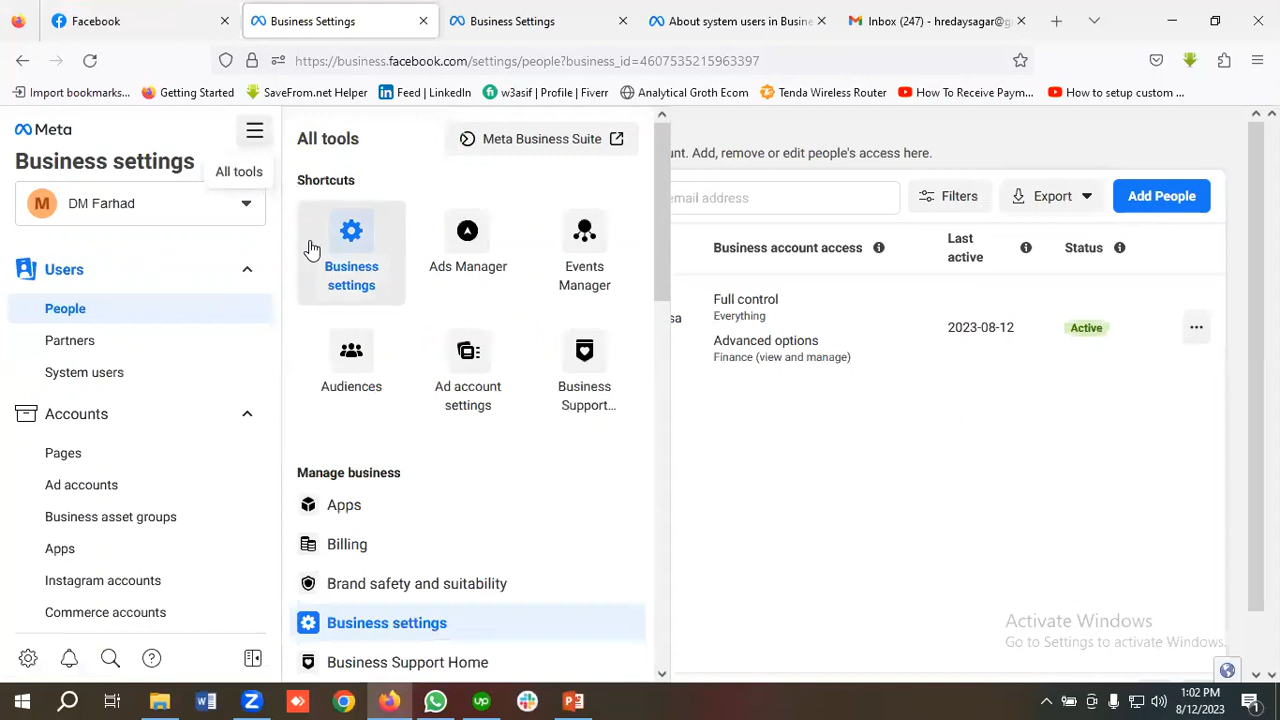 Facebook
Business Settings
Business Settings
About system users in Busine
Inbox (247) - hredaysagar@g
https://business.facebook.com/settings/people?business_id=4607535215963397
Import bookmarks...
Getting Started
SaveFrom.net Helper
Feed | LinkedIn
w3asif | Profile | Fiverr
Analytical Groth Ecom
Tenda Wireless Router
How To Receive Paym...
How to setup custom ...
Meta
Business settings
All tools
M
DM Farhad
Users
People
Partners
System users
Accounts
Pages
Ad accounts
Business asset groups
Apps
Instagram accounts
Commerce accounts
All tools
Meta Business Suite
Shortcuts
Business
settings
Ads Manager
Events
Manager
Audiences
Ad account
settings
Business
Support...
Manage business
Apps
Billing
Brand safety and suitability
Business settings
Business Support Home
unt. Add, remove or edit people's access here.
email address
Filters
Export
Add People
Business account access
Last
active
Status
sa
Full control
Everything
Advanced options
Finance (view and manage)
2023-08-12
Active
Activate Windows
Go to Settings to activate Windows.
1:02 PM
8/12/2023